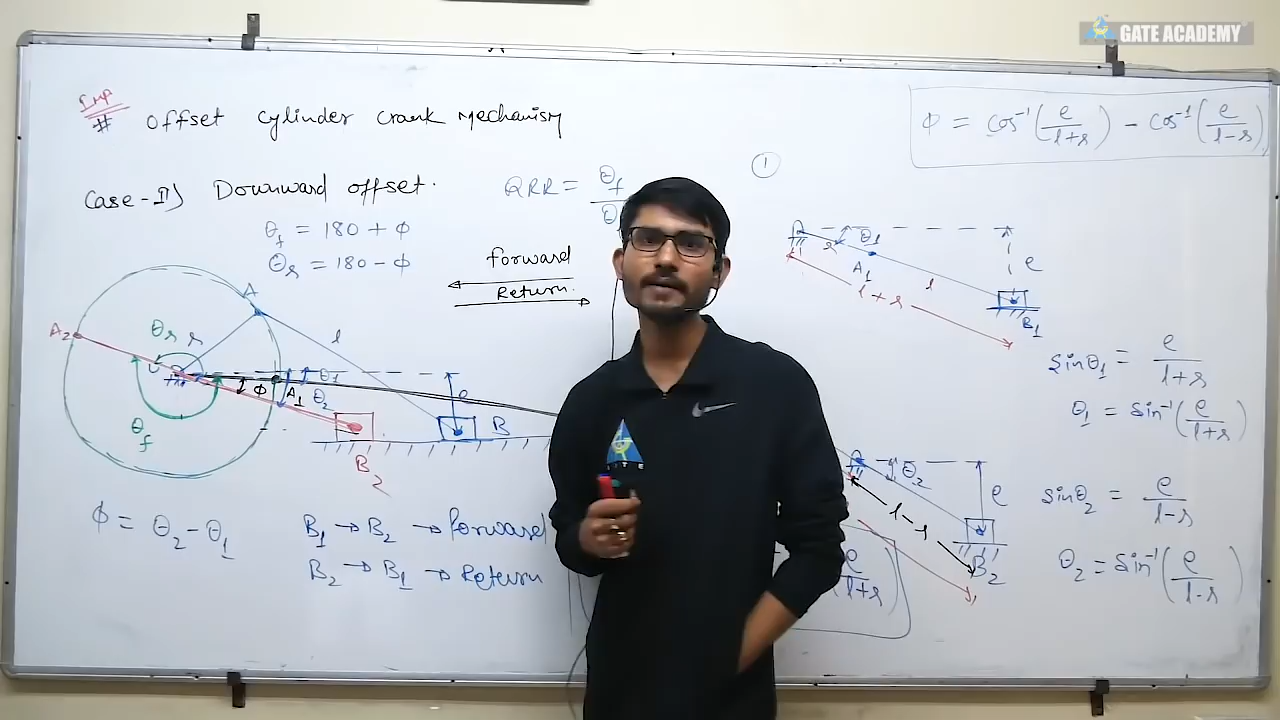 GATE ACADEMY
Imp
# Offset cylinder crank Mechanism
ϕ = cos⁻¹(e/(l+r)) − cos⁻¹(e/(l−r))
Case-II) Downward offset.
QRR = θf / θ
θf = 180 + ϕ
θr = 180 − ϕ
forward
Return.
①
θ1
r
A1
l
l+r
e
B1
A
A2
θr
r
l
θ1
θ2
ϕ
A1
e
B
B2
θf
sinθ1 = e/(l+r)
θ1 = sin⁻¹(e/(l+r))
θ2
e
l−r
B2
sinθ2 = e/(l−r)
θ2 = sin⁻¹(e/(l−r))
ϕ = θ2 − θ1
B1 → B2 → forward
B2 → B1 → Return
e/(l+r))